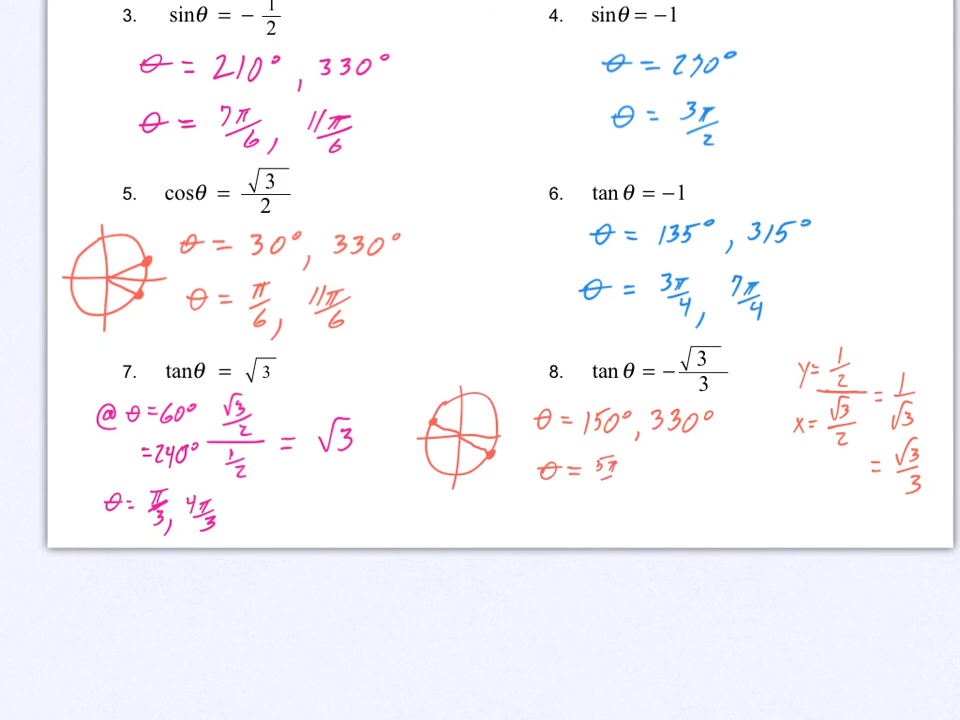 3. sinθ = − 1/2
θ = 210°, 330°
θ = 7π/6, 11π/6
4. sinθ = −1
θ = 270°
θ = 3π/2
5. cosθ = √3/2
θ = 30°, 330°
θ = π/6, 11π/6
6. tan θ = −1
θ = 135°, 315°
θ = 3π/4, 7π/4
7. tanθ = √3
@ θ = 60° (√3/2)/(1/2) = √3
= 240°
θ = π/3, 4π/3
8. tan θ = − √3/3
θ = 150°, 330°
θ = 5π/
y = 1/2
x = √3/2
= 1/√3
= √3/3